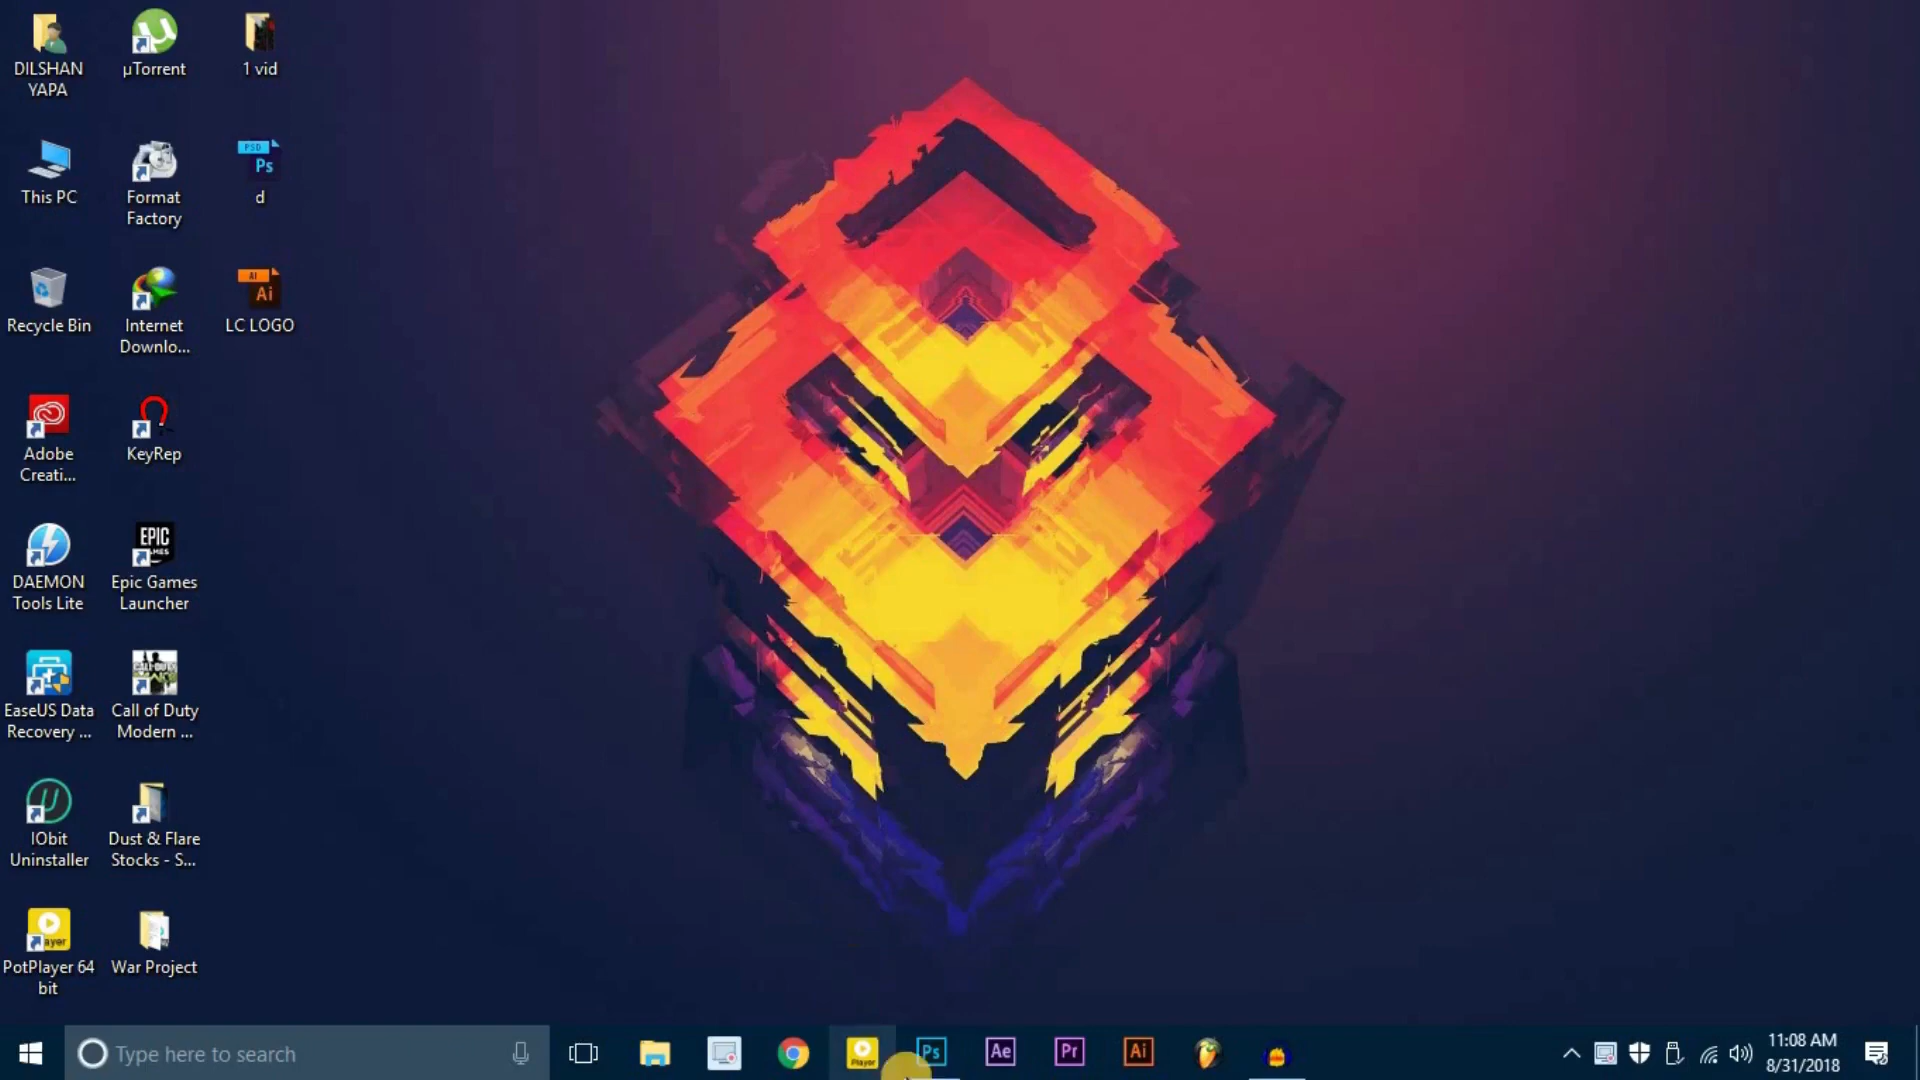 DILSHAN
YAPA
µTorrent
1 vid
This PC
Format
Factory
PSD
Ps
d
Recycle Bin
Internet
Downlo...
AI
Ai
LC LOGO
Adobe
Creati...
KeyRep
DAEMON
Tools Lite
EPIC
Epic Games
Launcher
EaseUS Data
Recovery ...
Call of Duty
Modern ...
IObit
Uninstaller
Dust & Flare
Stocks - S...
PotPlayer 64
bit
War Project
Type here to search
Ps
Ae
Pr
Ai
11:08 AM
8/31/2018